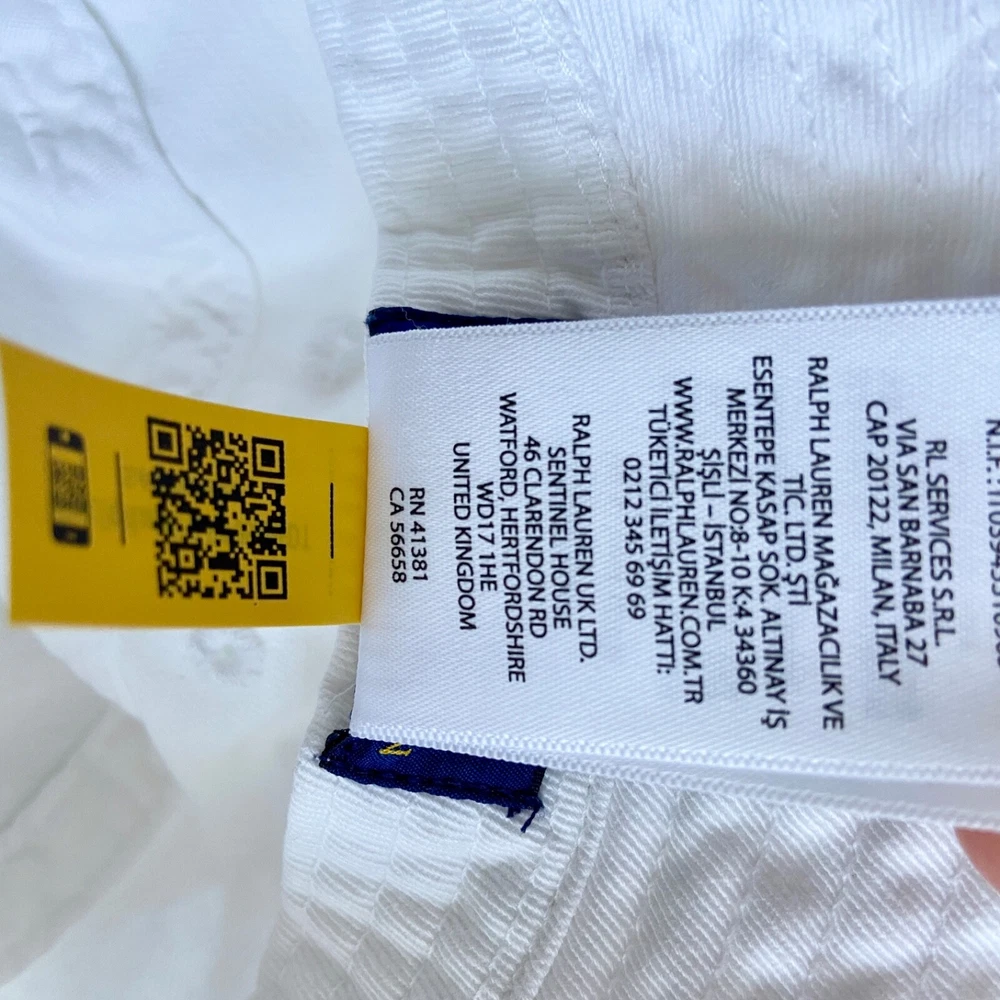 RL SERVICES S.R.L.
VIA SAN BARNABA 27
CAP 20122, MILAN, ITALY
RALPH LAUREN MAĞAZACILIK VE
TİC. LTD. ŞTİ
ESENTEPE KASAP SOK. ALTINAY İŞ
MERKEZİ NO:8-10 K:4 34360
ŞİŞLİ – İSTANBUL
WWW.RALPHLAUREN.COM.TR
TÜKETİCİ İLETİŞİM HATTI:
0212 345 69 69
RALPH LAUREN UK LTD.
SENTINEL HOUSE
46 CLARENDON RD
WATFORD, HERTFORDSHIRE
WD17 1HE
UNITED KINGDOM
RN 41381
CA 56658